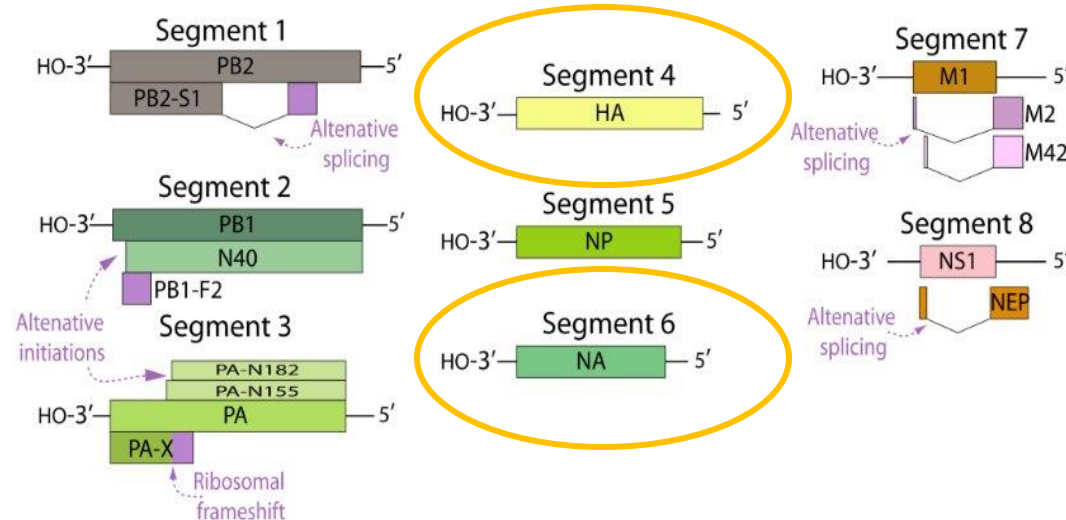 Segment 1
HO-3′ PB2 5′
PB2-S1
Altenative
splicing
Segment 2
HO-3′ PB1 5′
N40
PB1-F2
Altenative
initiations
Segment 3
PA-N182
PA-N155
HO-3′ PA 5′
PA-X
Ribosomal
frameshift
Segment 4
HO-3′ HA 5′
Segment 5
HO-3′ NP 5′
Segment 6
HO-3′ NA 5′
Segment 7
HO-3′ M1 5′
M2
Altenative
splicing
M42
Segment 8
HO-3′ NS1 5′
NEP
Altenative
splicing